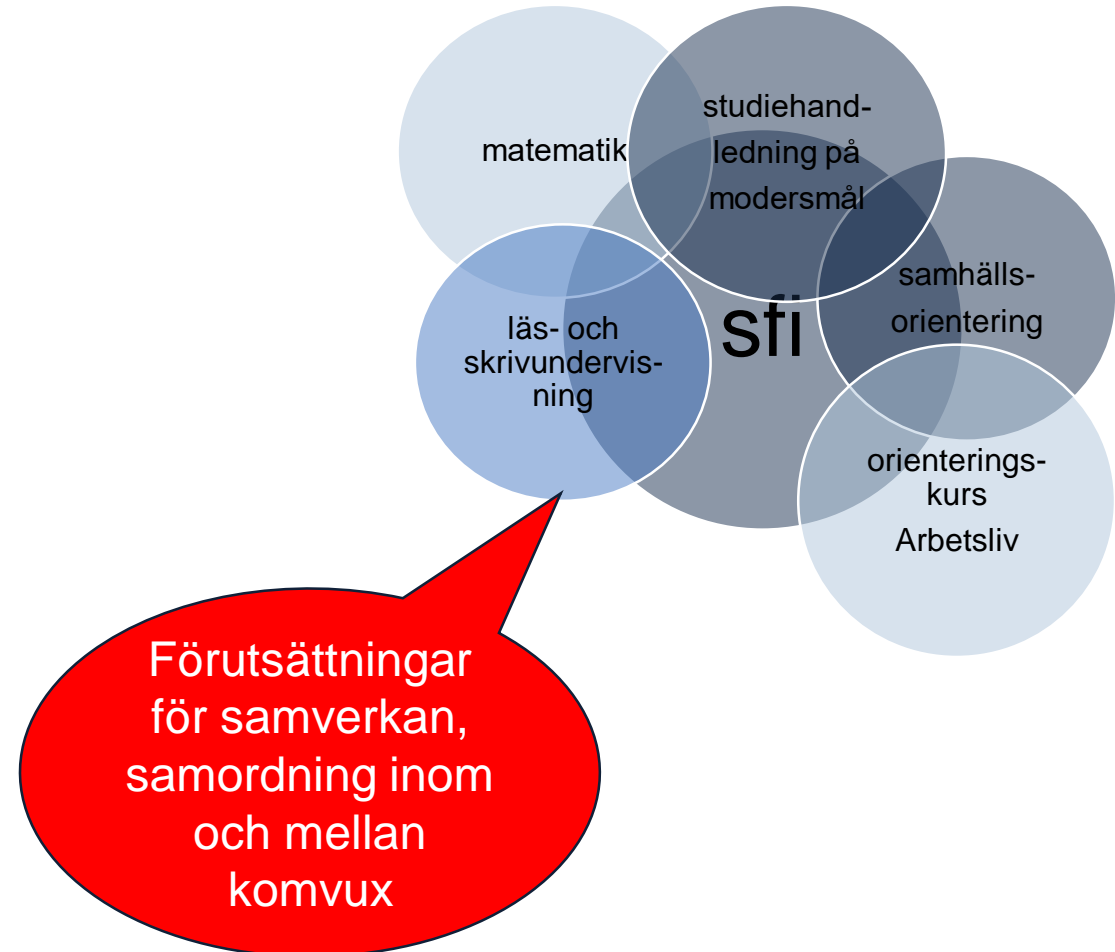 studiehand-
ledning på
modersmål
matematik
samhälls-
orientering
sfi
läs- och
skrivundervis-
ning
orienterings-
kurs
Arbetsliv
Förutsättningar
för samverkan,
samordning inom
och mellan
komvux